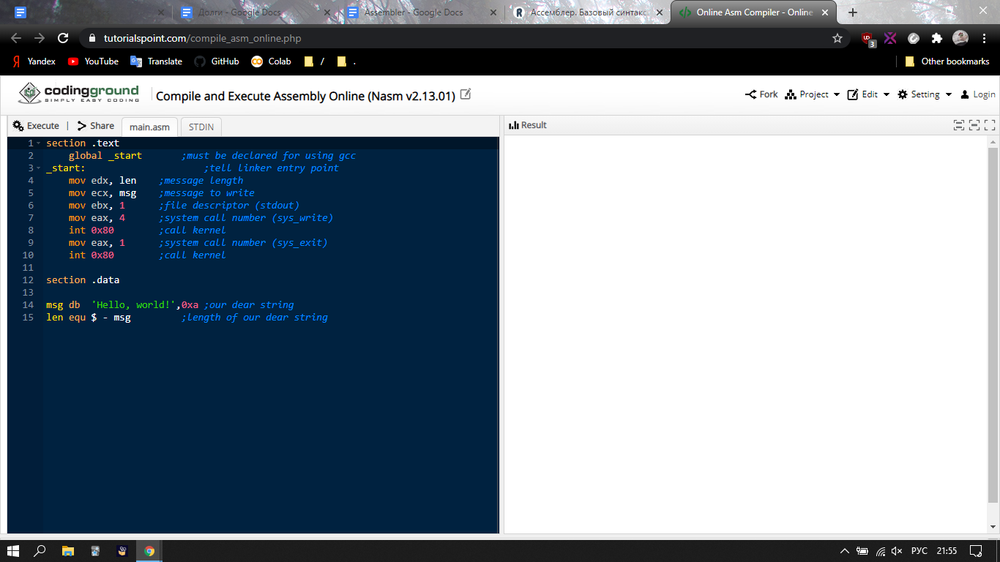 Долги - Google Docs
Assembler - Google Docs
R Ассемблер. Базовый синтаксис
Online Asm Compiler - Online
tutorialspoint.com/compile_asm_online.php
3
Я Yandex YouTube Translate GitHub Colab / . Other bookmarks
codingground
SIMPLY EASY CODING
Compile and Execute Assembly Online (Nasm v2.13.01)
Fork Project Edit Setting Login
Execute | Share main.asm STDIN
Result
1 section .text
2 global _start ;must be declared for using gcc
3 _start: ;tell linker entry point
4 mov edx, len ;message length
5 mov ecx, msg ;message to write
6 mov ebx, 1 ;file descriptor (stdout)
7 mov eax, 4 ;system call number (sys_write)
8 int 0x80 ;call kernel
9 mov eax, 1 ;system call number (sys_exit)
10 int 0x80 ;call kernel
11
12 section .data
13
14 msg db 'Hello, world!',0xa ;our dear string
15 len equ $ - msg ;length of our dear string
РУС 21:55